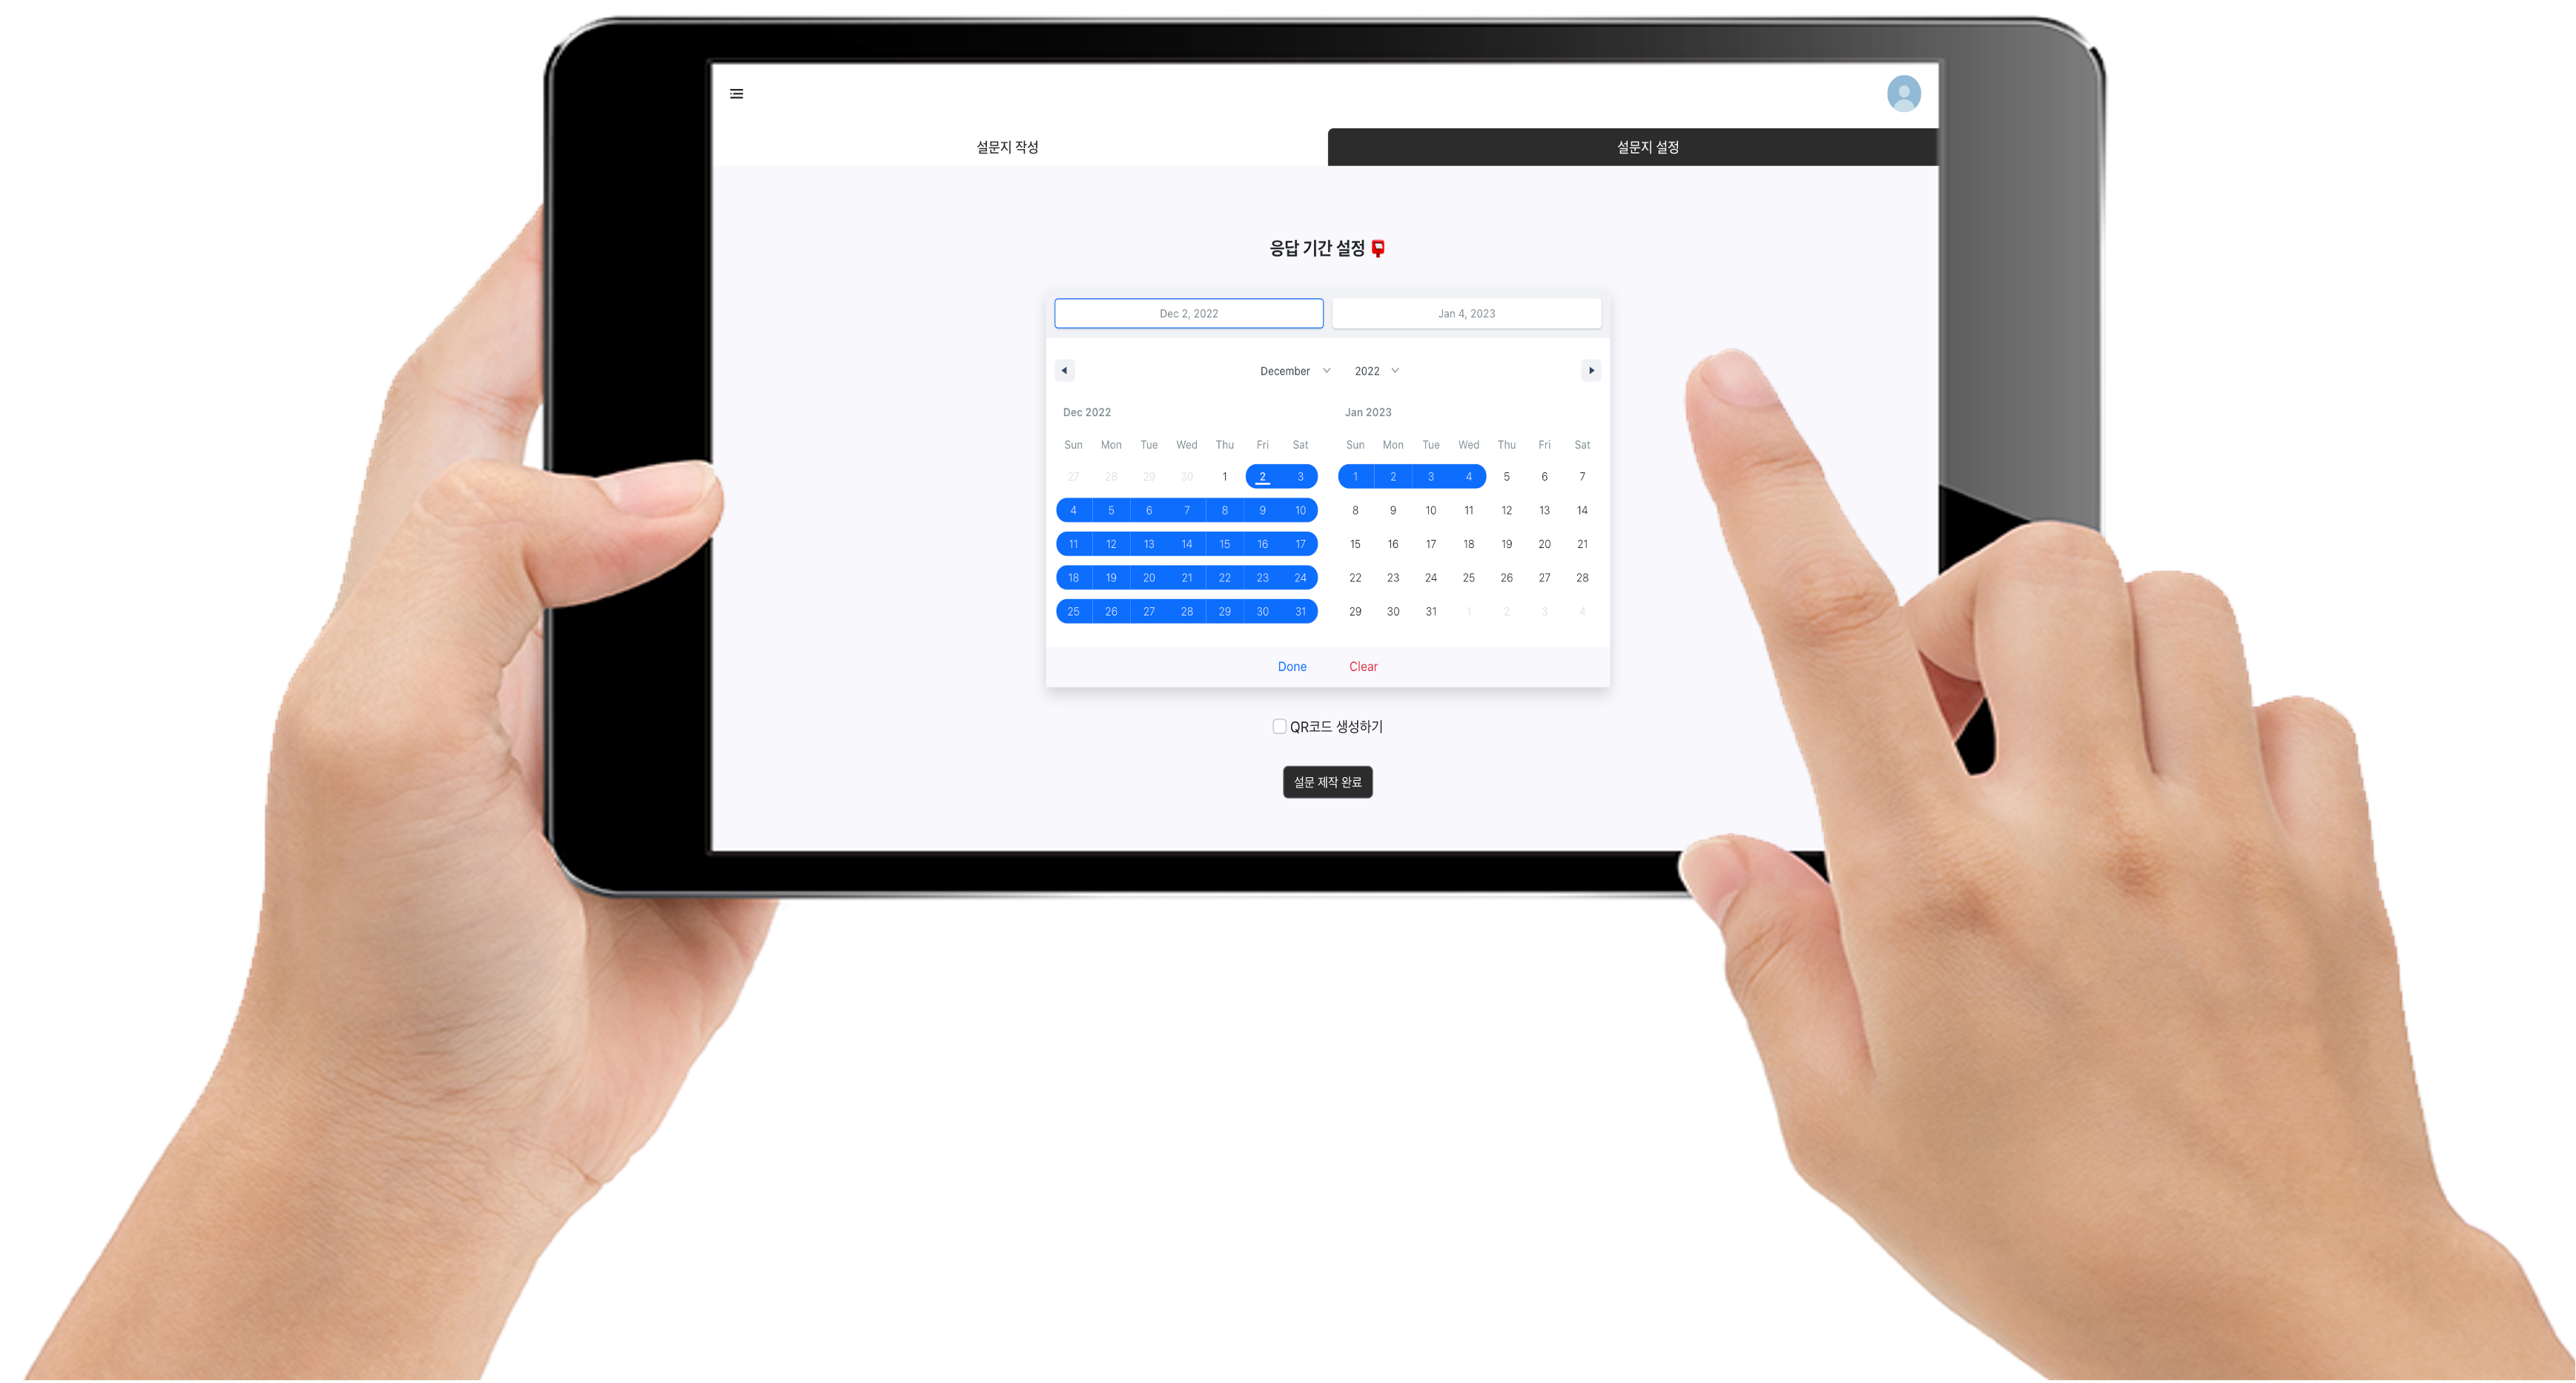 설문지 작성
설문지 설정
응답 기간 설정
Dec 2, 2022
Jan 4, 2023
December 2022
Dec 2022
Sun Mon Tue Wed Thu Fri Sat
27 28 29 30 1 2 3
4 5 6 7 8 9 10
11 12 13 14 15 16 17
18 19 20 21 22 23 24
25 26 27 28 29 30 31
Jan 2023
Sun Mon Tue Wed Thu Fri Sat
1 2 3 4 5 6 7
8 9 10 11 12 13 14
15 16 17 18 19 20 21
22 23 24 25 26 27 28
29 30 31 1 2 3 4
Done Clear
QR코드 생성하기
설문 제작 완료